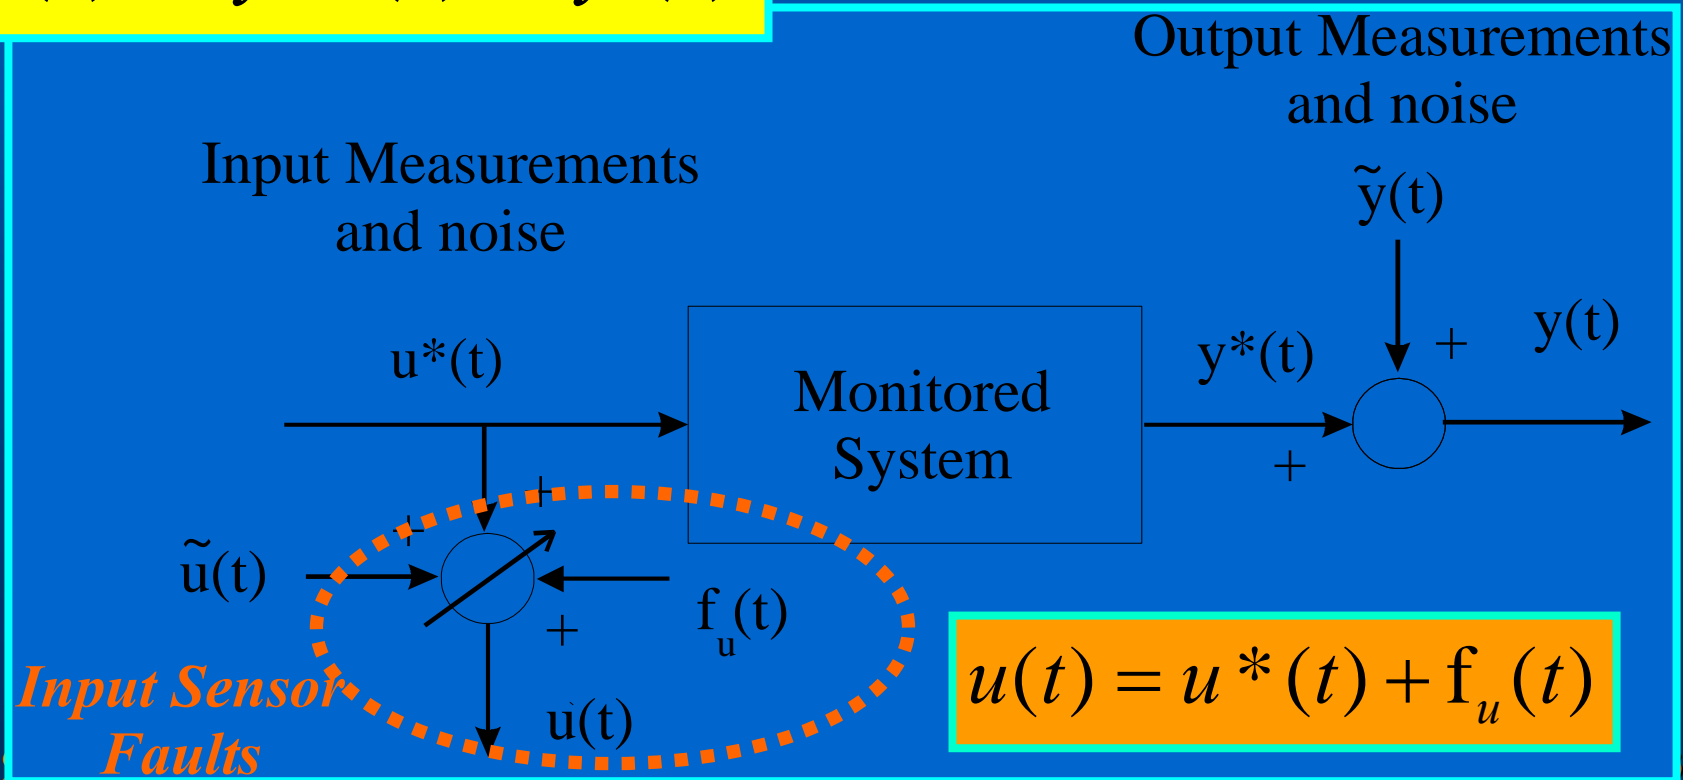 Output Measurements
and noise
Input Measurements
and noise
ỹ(t)
y(t)
+
u*(t)
y*(t)
Monitored
System
+
+
+
ũ(t)
f_u(t)
+
u(t) = u*(t) + f_u(t)
Input Sensor
Faults
u(t)